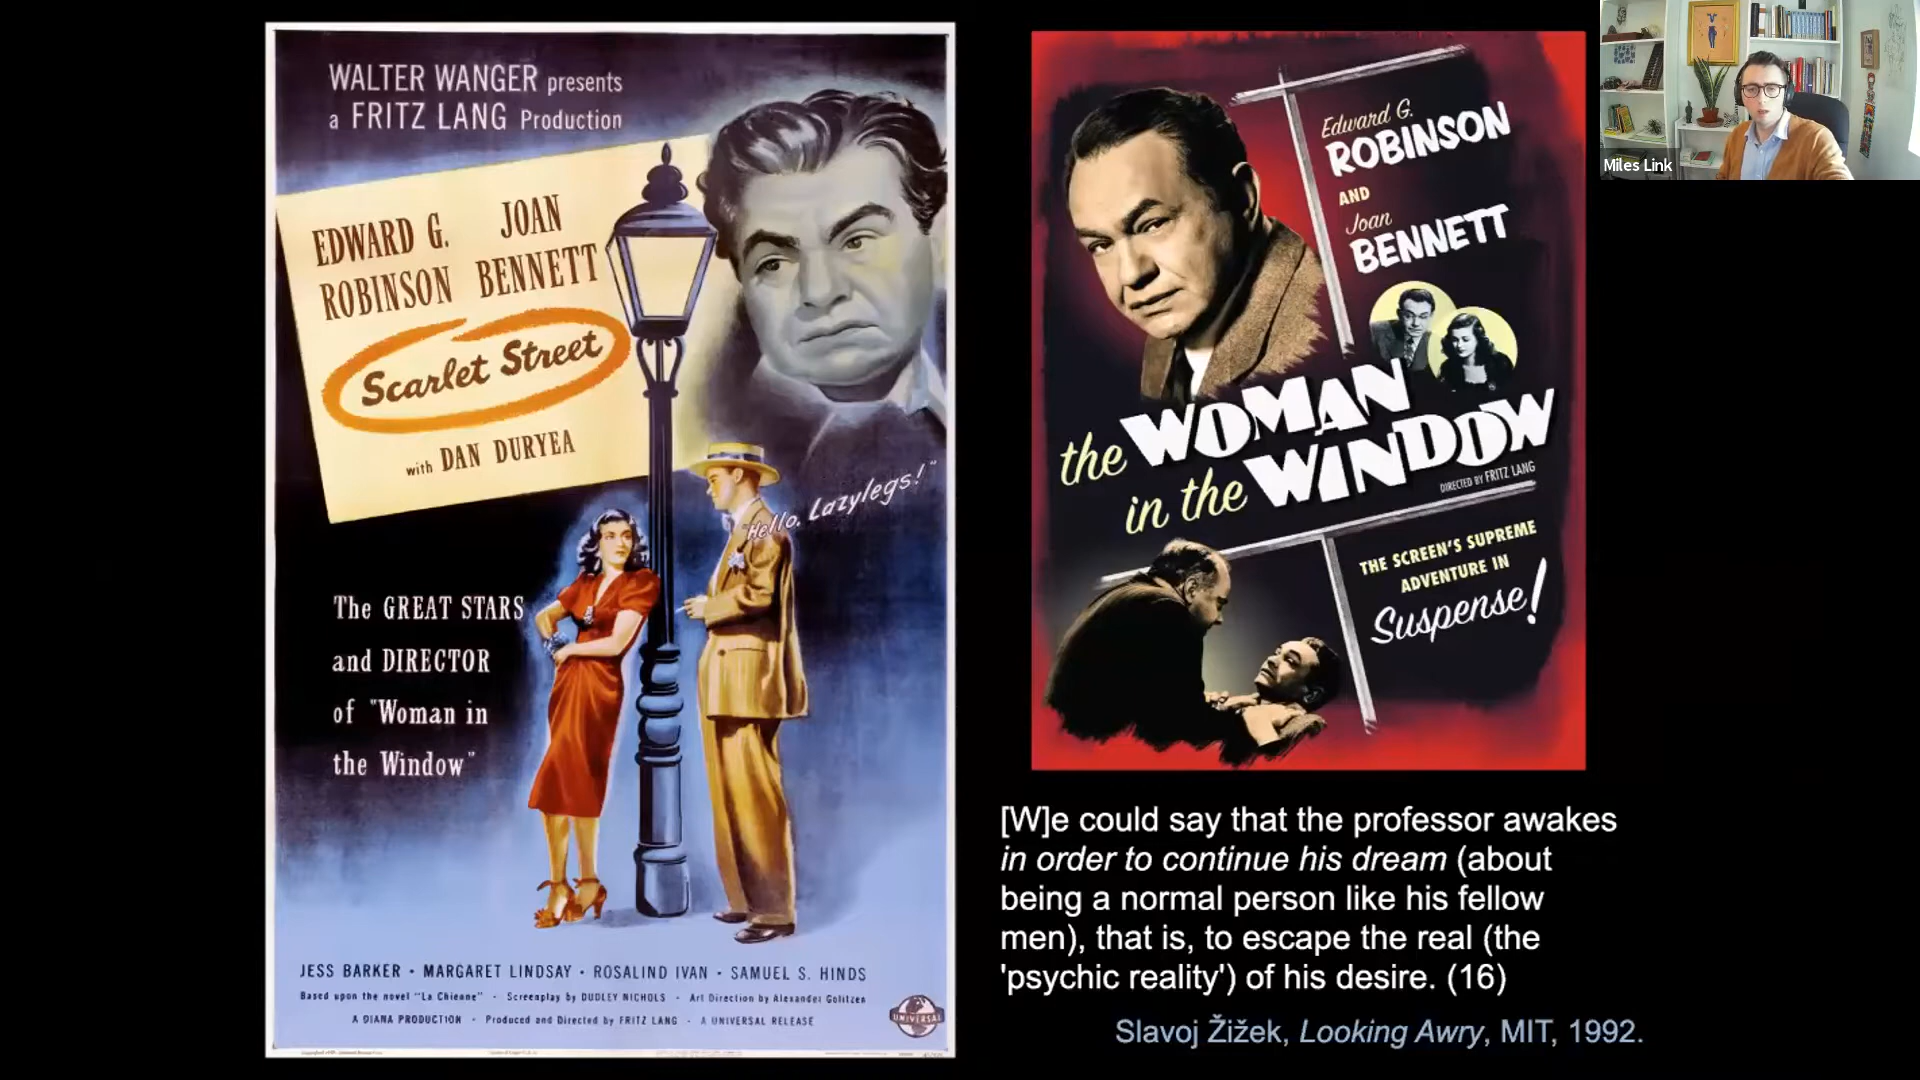 WALTER WANGER presents
a FRITZ LANG Production
EDWARD G. JOAN
ROBINSON BENNETT
Scarlet Street
with DAN DURYEA
"Hello, Lazylegs!"
The GREAT STARS
and DIRECTOR
of "Woman in
the Window"
JESS BARKER • MARGARET LINDSAY • ROSALIND IVAN • SAMUEL S. HINDS
Based upon the novel "La Chienne" - Screenplay by DUDLEY NICHOLS - Art Direction by Alexander Golitzen
A DIANA PRODUCTION - Produced and Directed by FRITZ LANG - A UNIVERSAL RELEASE
UNIVERSAL
Edward G.
ROBINSON
AND
Joan
BENNETT
the WOMAN
in the WINDOW
DIRECTED BY FRITZ LANG
THE SCREEN'S SUPREME
ADVENTURE IN
Suspense!
[W]e could say that the professor awakes
in order to continue his dream (about
being a normal person like his fellow
men), that is, to escape the real (the
'psychic reality') of his desire. (16)
Slavoj Žižek, Looking Awry, MIT, 1992.
Miles Link